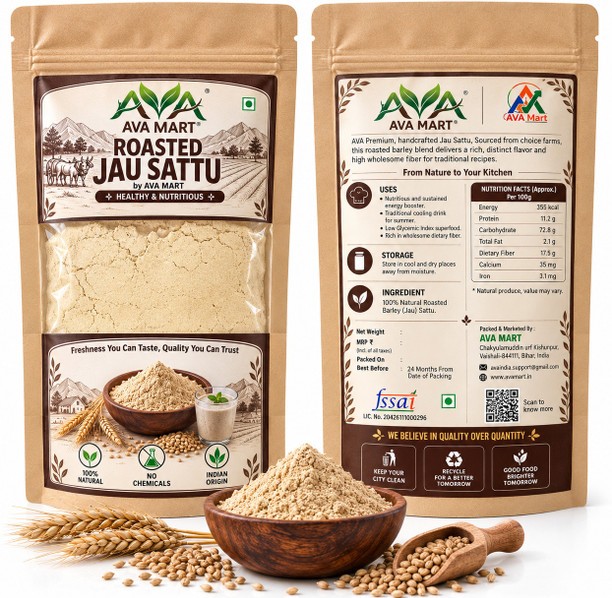 AVA MART®
ROASTED
JAU SATTU
by AVA MART
HEALTHY & NUTRITIOUS
Freshness You Can Taste, Quality You Can Trust
100%
NATURAL
NO
CHEMICALS
INDIAN
ORIGIN
AVA MART®
AVA Mart
AVA Premium, handcrafted Jau Sattu, Sourced from choice farms,
this roasted barley blend delivers a rich, distinct flavor and
high wholesome fiber for traditional recipes.
From Nature to Your Kitchen
USES
• Nutritious and sustained
energy booster.
• Traditional cooling drink
for summer.
• Low Glycemic Index superfood.
• Rich in wholesome dietary fiber.
STORAGE
Store in cool and dry places
away from moisture.
INGREDIENT
100% Natural Roasted
Barley (Jau) Sattu.
NUTRITION FACTS (Approx.)
Per 100g
Energy 355 kcal
Protein 11.2 g
Carbohydrate 72.8 g
Total Fat 2.1 g
Dietary Fiber 17.5 g
Calcium 35 mg
Iron 3.1 mg
* Natural produce, value may vary.
Net Weight :
MRP ₹ :
(Incl. of all taxes)
Packed On :
Best Before : 24 Months From
Date of Packing
Packed & Marketed By :
AVA MART
Chakyulamuddin urf Kishunpur,
Vaishali-844111, Bihar, India
avaindia.support@gmail.com
www.avamart.in
fssai
LIC. No. 20426111000296
Scan to
know more
WE BELIEVE IN QUALITY OVER QUANTITY
KEEP YOUR
CITY CLEAN
RECYCLE
FOR A BETTER
TOMORROW
GOOD FOOD
BRIGHTER
TOMORROW